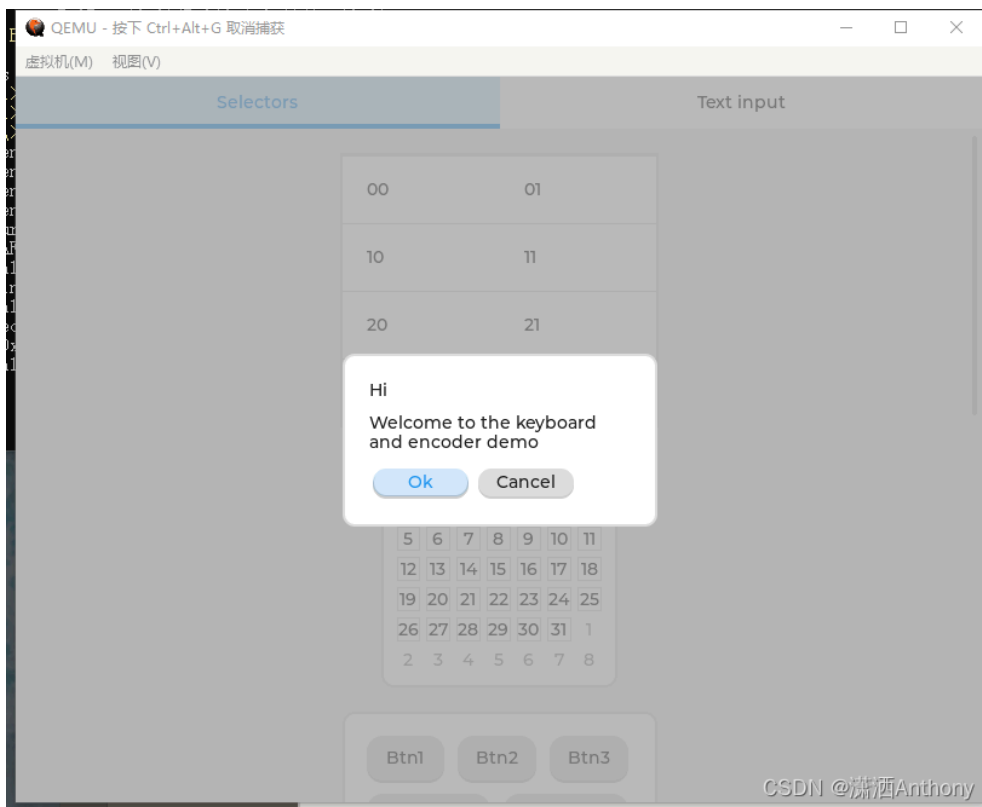 QEMU - 按下 Ctrl+Alt+G 取消捕获
虚拟机(M) 视图(V)
Selectors Text input
00 01
10 11
20 21
Hi
Welcome to the keyboard
and encoder demo
Ok Cancel
5 6 7 8 9 10 11
12 13 14 15 16 17 18
19 20 21 22 23 24 25
26 27 28 29 30 31 1
2 3 4 5 6 7 8
Btn1 Btn2 Btn3
CSDN @潇洒Anthony